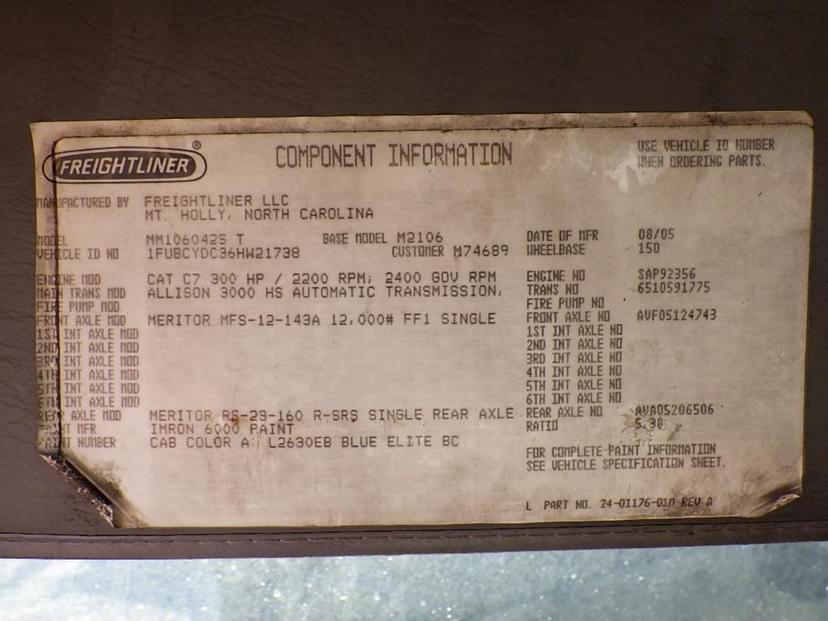 FREIGHTLINER®
COMPONENT INFORMATION
USE VEHICLE ID NUMBER
WHEN ORDERING PARTS.
MANUFACTURED BY FREIGHTLINER LLC
MT. HOLLY, NORTH CAROLINA
MODEL MM106042S T BASE MODEL M2106 DATE OF MFR 08/05
VEHICLE ID NO 1FUBCYDC36HW21738 CUSTOMER M74689 WHEELBASE 150
ENGINE MOD CAT C7 300 HP / 2200 RPM; 2400 GOV RPM ENGINE NO SAP92356
MAIN TRANS MOD ALLISON 3000 HS AUTOMATIC TRANSMISSION, TRANS NO 6510591775
FIRE PUMP MOD FIRE PUMP NO
FRONT AXLE MOD MERITOR MFS-12-143A 12,000# FF1 SINGLE FRONT AXLE NO AVF05124743
1ST INT AXLE MOD 1ST INT AXLE NO
2ND INT AXLE MOD 2ND INT AXLE NO
3RD INT AXLE MOD 3RD INT AXLE NO
4TH INT AXLE MOD 4TH INT AXLE NO
5TH INT AXLE MOD 5TH INT AXLE NO
6TH INT AXLE MOD 6TH INT AXLE NO
REAR AXLE MOD MERITOR RS-23-160 R-SRS SINGLE REAR AXLE REAR AXLE NO AVA05206506
PAINT MFR IMRON 6000 PAINT RATIO 5.38
PAINT NUMBER CAB COLOR A: L2630EB BLUE ELITE BC
FOR COMPLETE PAINT INFORMATION
SEE VEHICLE SPECIFICATION SHEET.
L PART NO. 24-01176-010 REV A